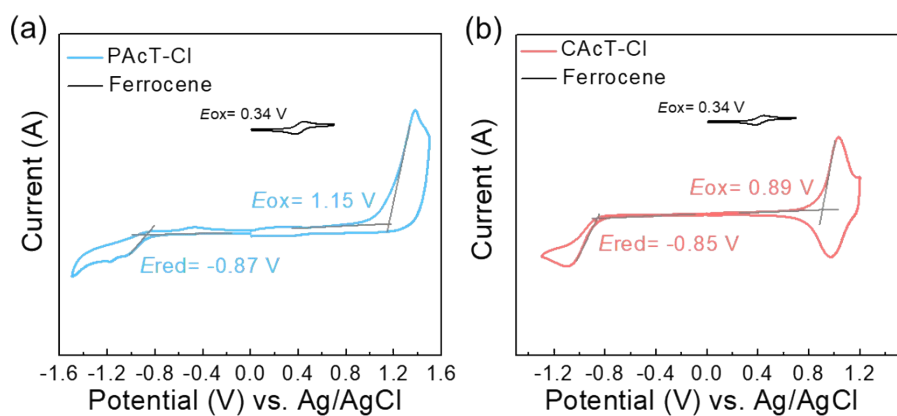 (a)
PAcT-Cl
Ferrocene
Eox= 0.34 V
Eox= 1.15 V
Ered= -0.87 V
Current (A)
-1.6 -1.2 -0.8 -0.4 0.0 0.4 0.8 1.2 1.6
Potential (V) vs. Ag/AgCl
(b)
CAcT-Cl
Ferrocene
Eox= 0.34 V
Eox= 0.89 V
Ered= -0.85 V
Current (A)
-1.2 -0.8 -0.4 0.0 0.4 0.8 1.2
Potential (V) vs. Ag/AgCl